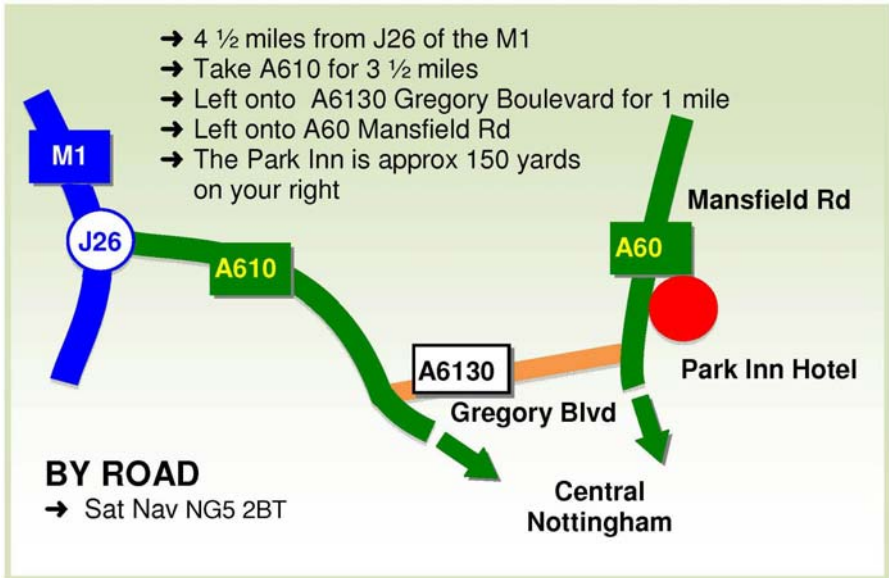 ➔ 4 ½ miles from J26 of the M1
➔ Take A610 for 3 ½ miles
➔ Left onto A6130 Gregory Boulevard for 1 mile
➔ Left onto A60 Mansfield Rd
➔ The Park Inn is approx 150 yards
on your right
M1
J26
A610
Mansfield Rd
A60
A6130
Gregory Blvd
Park Inn Hotel
BY ROAD
➔ Sat Nav NG5 2BT
Central
Nottingham